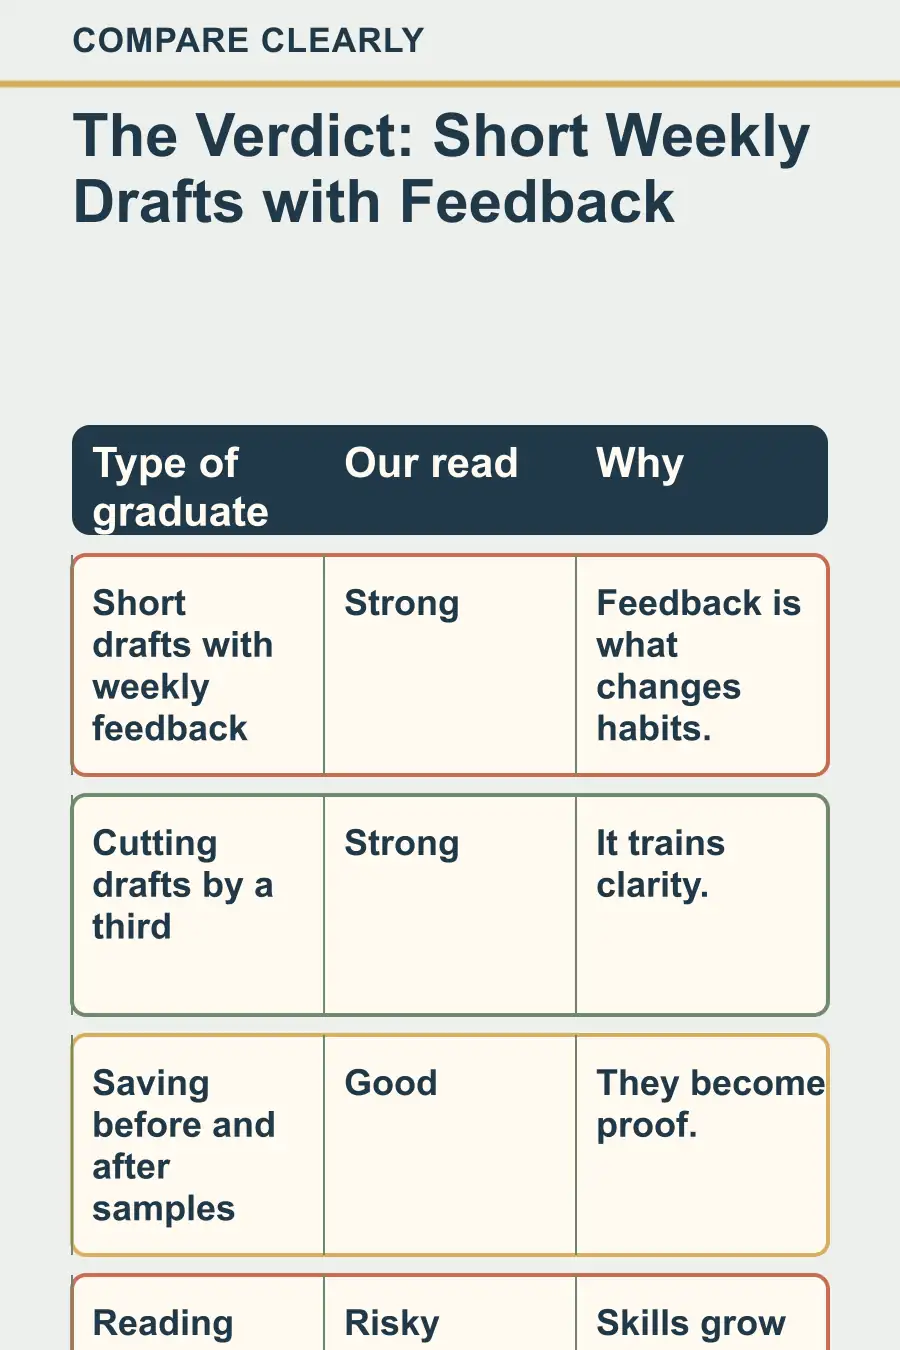 COMPARE CLEARLY
The Verdict: Short Weekly
Drafts with Feedback
Type of
graduate
Our read
Why
Short
drafts with
weekly
feedback
Strong
Feedback is
what
changes
habits.
Cutting
drafts by a
third
Strong
It trains
clarity.
Saving
before and
after
samples
Good
They become
proof.
Reading
Risky
Skills grow